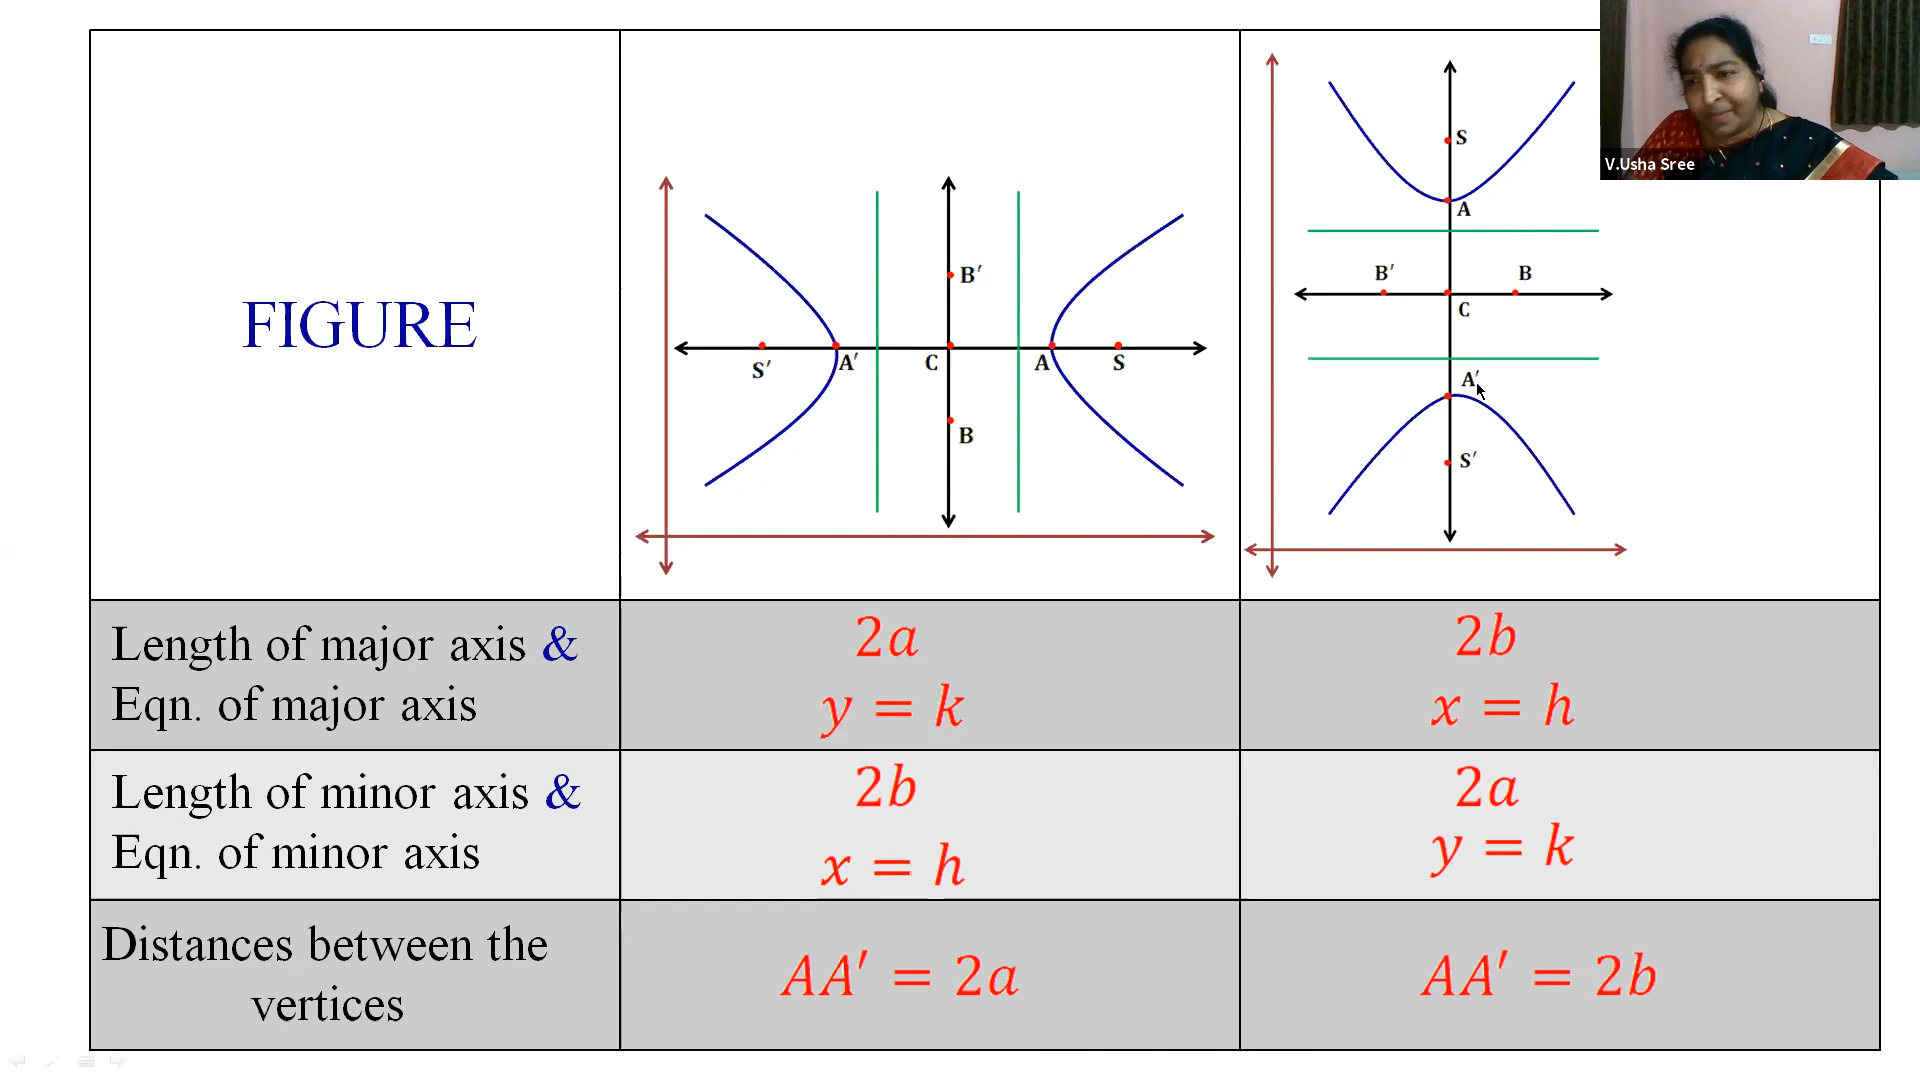 FIGURE
B′
S′
A′
C
A
S
B
S
A
B′
B
C
A′
S′
V.Usha Sree
Length of major axis &
Eqn. of major axis
2a
y = k
2b
x = h
Length of minor axis &
Eqn. of minor axis
2b
x = h
2a
y = k
Distances between the
vertices
AA′ = 2a
AA′ = 2b